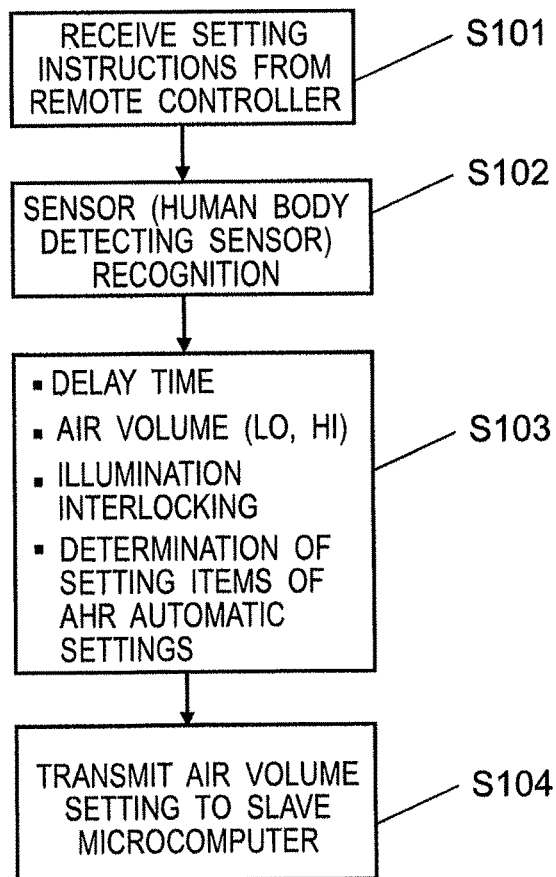 RECEIVE SETTING
INSTRUCTIONS FROM
REMOTE CONTROLLER
S101
SENSOR (HUMAN BODY
DETECTING SENSOR)
RECOGNITION
S102
▪ DELAY TIME
▪ AIR VOLUME (LO, HI)
▪ ILLUMINATION
INTERLOCKING
▪ DETERMINATION OF
SETTING ITEMS OF
AHR AUTOMATIC
SETTINGS
S103
TRANSMIT AIR VOLUME
SETTING TO SLAVE
MICROCOMPUTER
S104